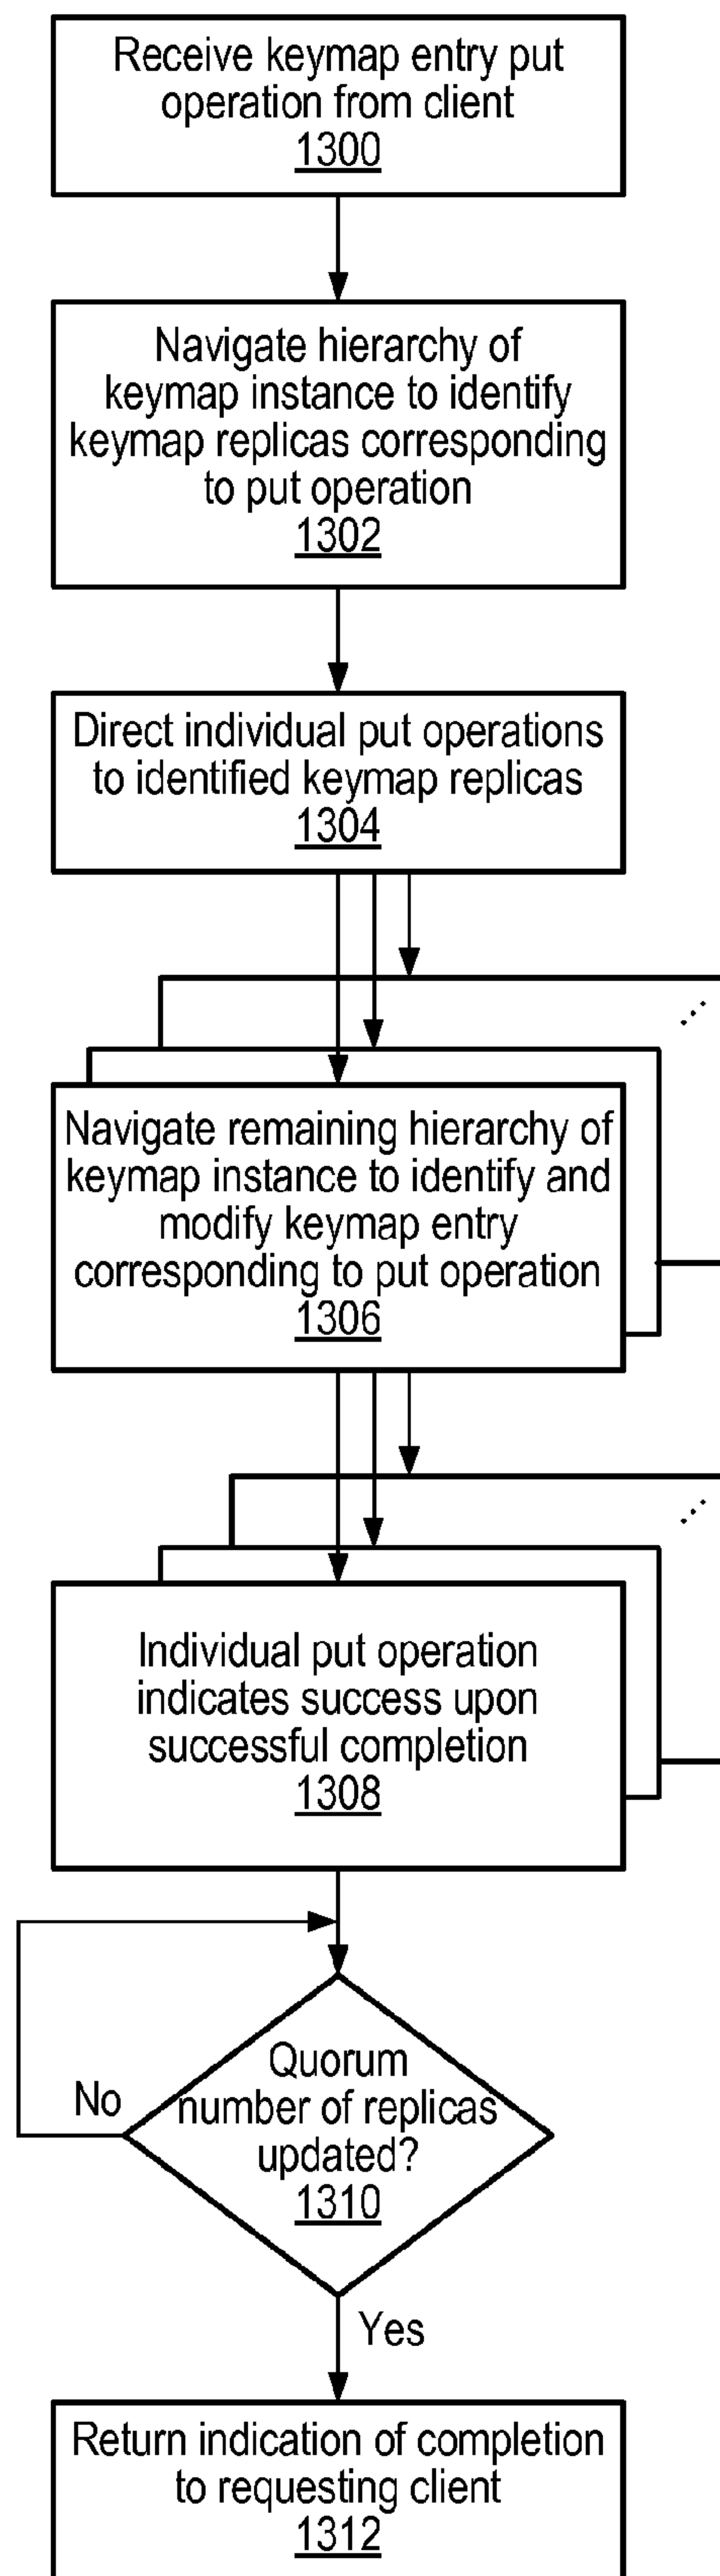 Receive keymap entry put
operation from client
1300
Navigate hierarchy of
keymap instance to identify
keymap replicas corresponding
to put operation
1302
Direct individual put operations
to identified keymap replicas
1304
Navigate remaining hierarchy of
keymap instance to identify and
modify keymap entry
corresponding to put operation
1306
Individual put operation
indicates success upon
successful completion
1308
Quorum
number of replicas
updated?
1310
No
Yes
Return indication of completion
to requesting client
1312